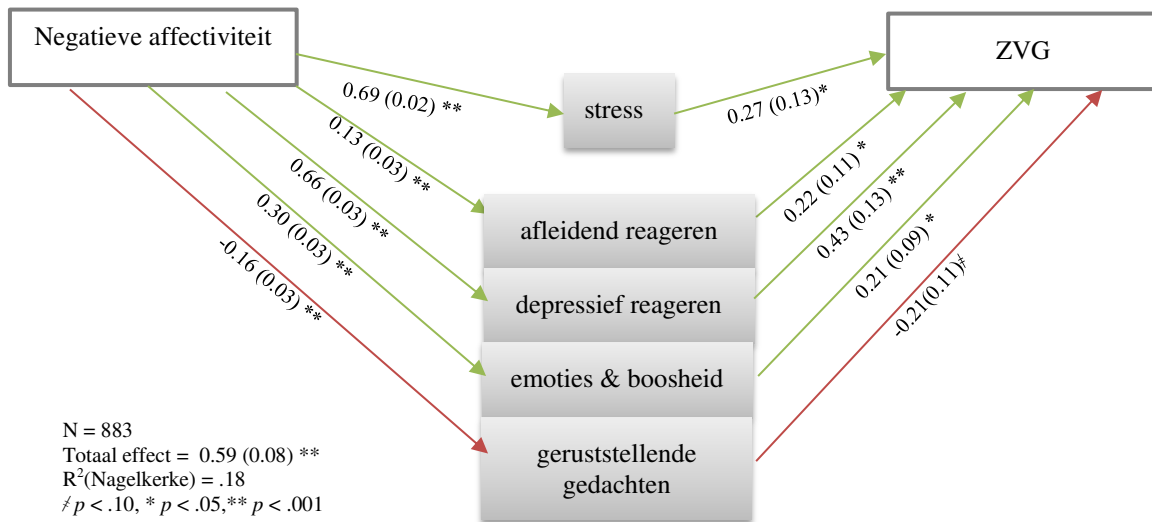 Negatieve affectiviteit
ZVG
0.69 (0.02) **
stress
0.27 (0.13)*
0.13 (0.03) **
0.66 (0.03) **
0.30 (0.03) **
-0.16 (0.03) **
0.22 (0.11) *
0.43 (0.13) **
0.21 (0.09) *
-0.21(0.11)҂
afleidend reageren
depressief reageren
emoties & boosheid
geruststellende
gedachten
N = 883
Totaal effect = 0.59 (0.08) **
R²(Nagelkerke) = .18
҂ p < .10, * p < .05,** p < .001